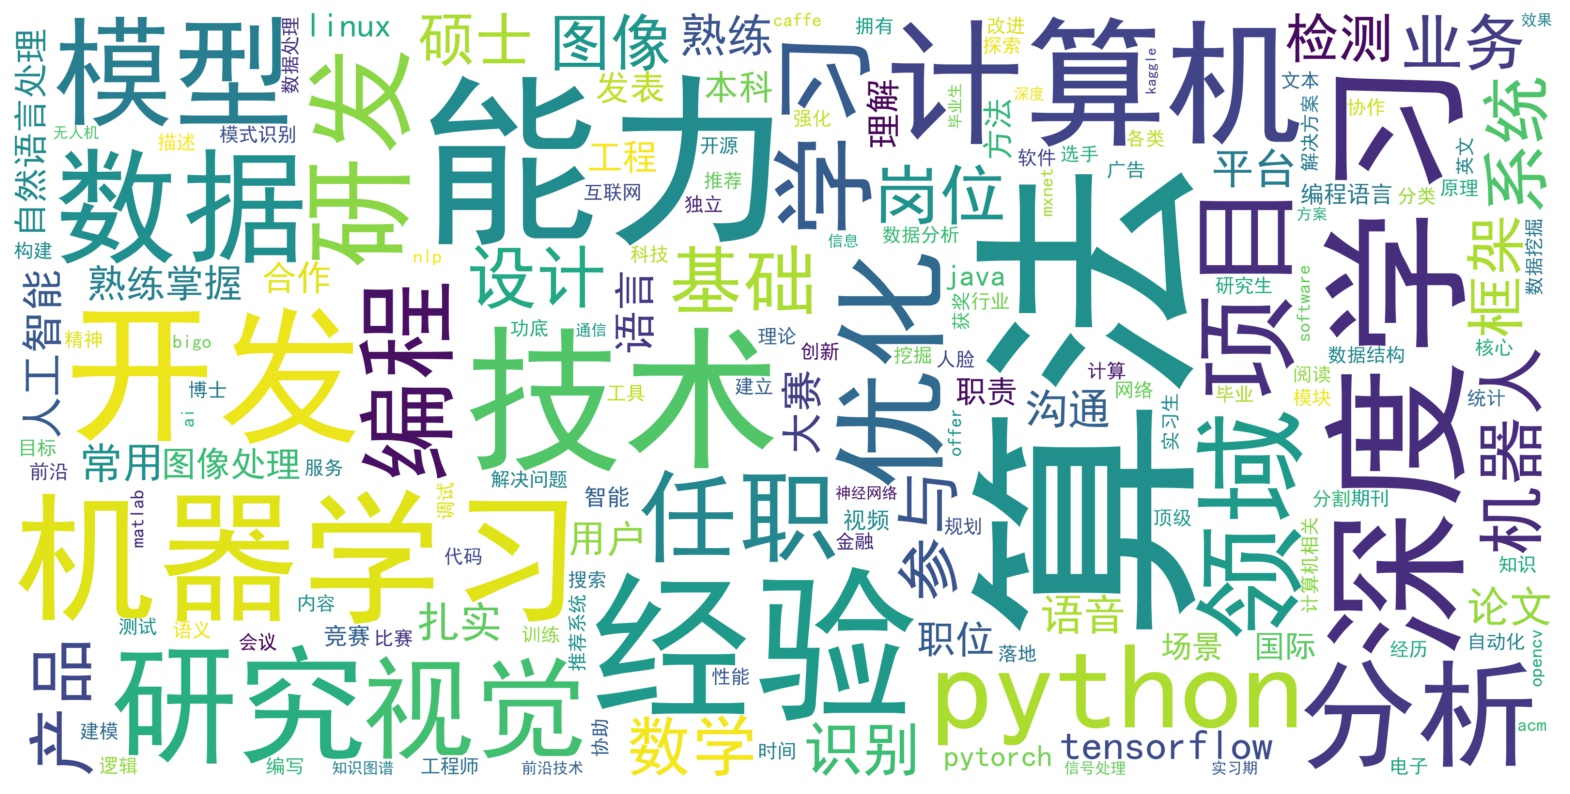 自然语言处理
模型
数据处理
linux
硕士
图像
熟练
caffe
学习
拥有
计算机
改进
探索
kaggle
检测
业务
效果
无人机
描述
模式识别
研发
能力
发表
本科
强化
理解
毕业生
深度
方法
各类
文本
解决方案
协作
系统
数据
工程
开源
推荐
互联网
独立
岗位
数据分析
信息
软件
选手
mxnet
广告
平台
编程语言
方案
分类
英文
原理
构建
熟练掌握
合作
nlp
设计
科技
基础
语言
优化
java
获奖
行业
算法
研究生
software
项目
深度学习
框架
数据挖掘
数据结构
核心
人工智能
精神
开发
bigo
博士
ai
编程
功底
通信
技术
工具
理论
创新
建立
大赛
挖掘
人脸
职责
计算
网络
沟通
offer
实习生
阅读
模块
毕业
统计
机器人
目标
前沿
常用
图像处理
服务
解决问题
智能
任职
神经网络
视频
金融
参与
规划
顶级
领域
分割
期刊
计算机相关
知识
matlab
机器学习
调试
代码
用户
搜索
推荐系统
经验
语音
论文
内容
测试
语义
会议
竞赛
比赛
扎实
训练
职位
落地
场景
国际
经历
自动化
opencv
产品
建模
逻辑
研究
视觉
编写
知识图谱
工程师
前沿技术
协助
性能
数学
时间
识别
python
pytorch
tensorflow
信号处理
实习期
分析
电子
acm